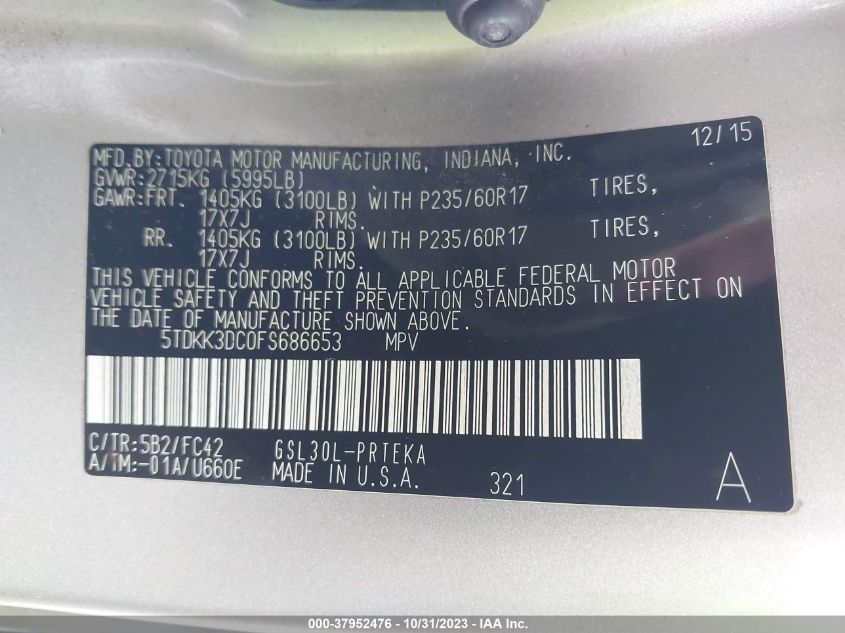 12/15
MFD.BY:TOYOTA MOTOR MANUFACTURING, INDIANA, INC.
GVWR:2715KG (5995LB)
GAWR:FRT. 1405KG (3100LB) WITH P235/60R17 TIRES,
17X7J RIMS.
RR. 1405KG (3100LB) WITH P235/60R17 TIRES,
17X7J RIMS.
THIS VEHICLE CONFORMS TO ALL APPLICABLE FEDERAL MOTOR
VEHICLE SAFETY AND THEFT PREVENTION STANDARDS IN EFFECT ON
THE DATE OF MANUFACTURE SHOWN ABOVE.
5TDKK3DC0FS686653 MPV
C/TR:5B2/FC42 GSL30L-PRTEKA
A/TM:-01A/U660E MADE IN U.S.A. 321 A
000-37952476 | 10/31/2023 - IAA Inc.